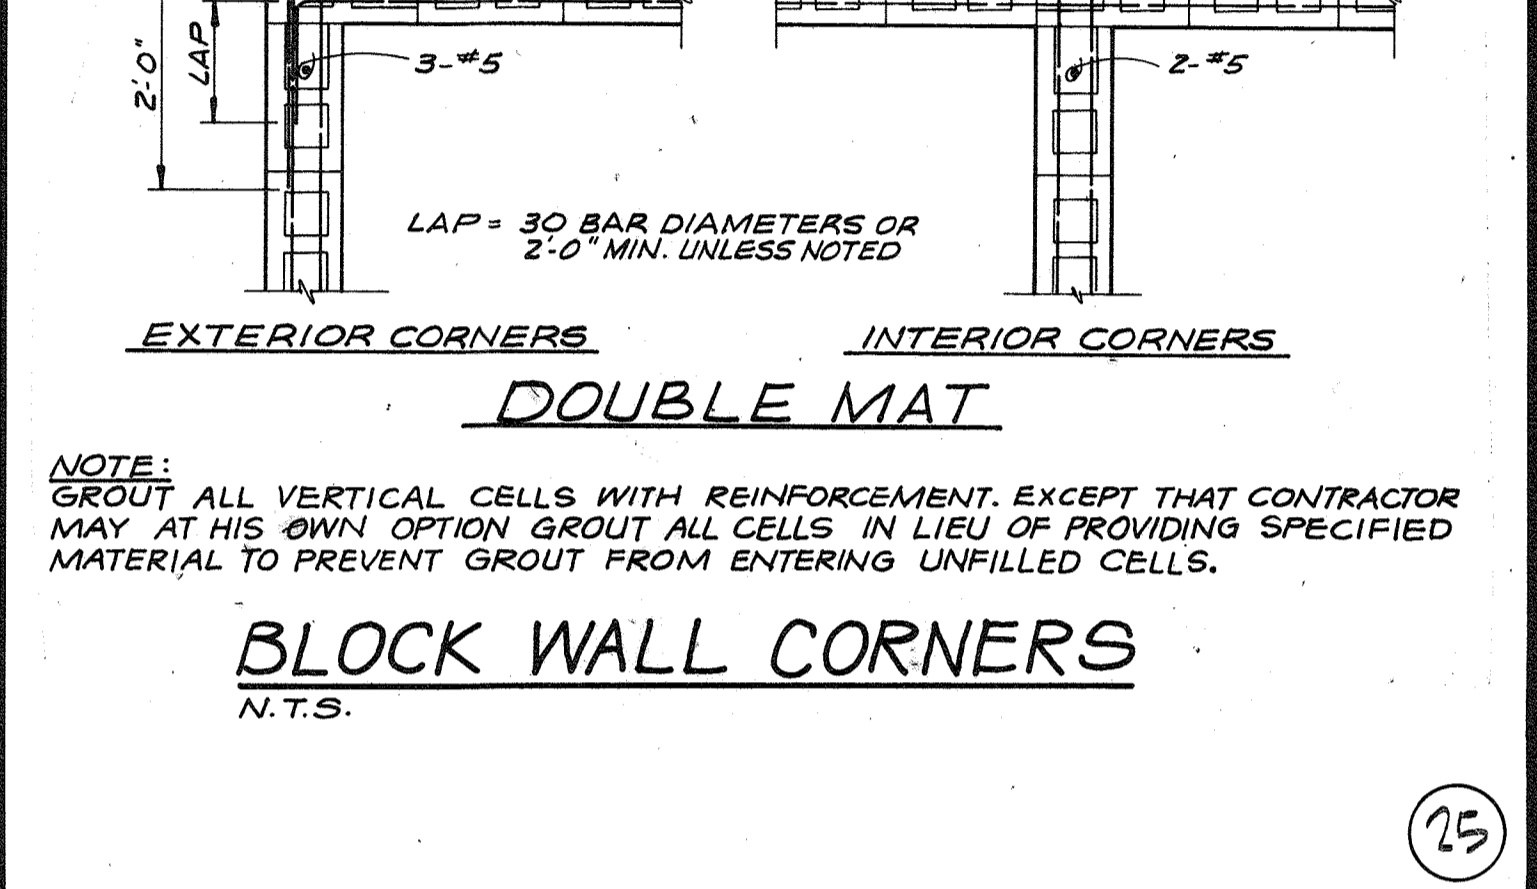 2'-0"
LAP
3-#5
2-#5
LAP = 30 BAR DIAMETERS OR
2'-0" MIN. UNLESS NOTED
EXTERIOR CORNERS
INTERIOR CORNERS
DOUBLE MAT
NOTE:
GROUT ALL VERTICAL CELLS WITH REINFORCEMENT. EXCEPT THAT CONTRACTOR
MAY AT HIS OWN OPTION GROUT ALL CELLS IN LIEU OF PROVIDING SPECIFIED
MATERIAL TO PREVENT GROUT FROM ENTERING UNFILLED CELLS.
BLOCK WALL CORNERS
N.T.S.
25